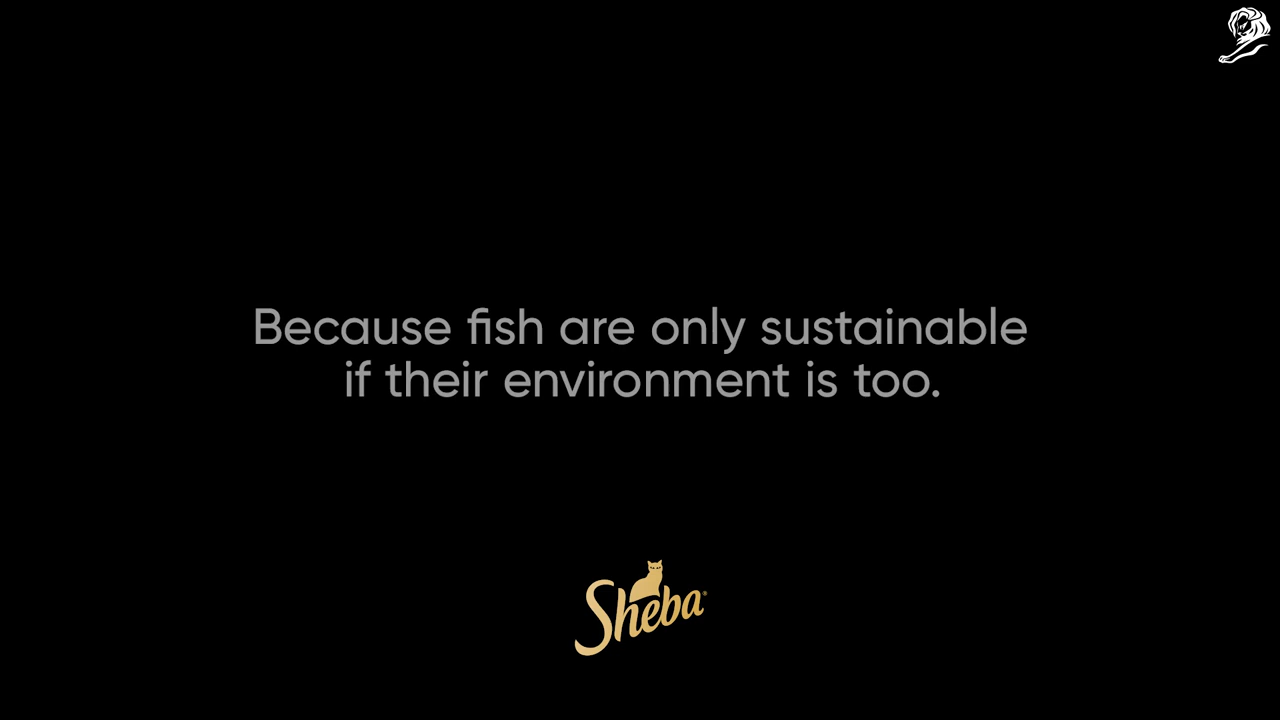 Because fish are only sustainable
if their environment is too.
Sheba